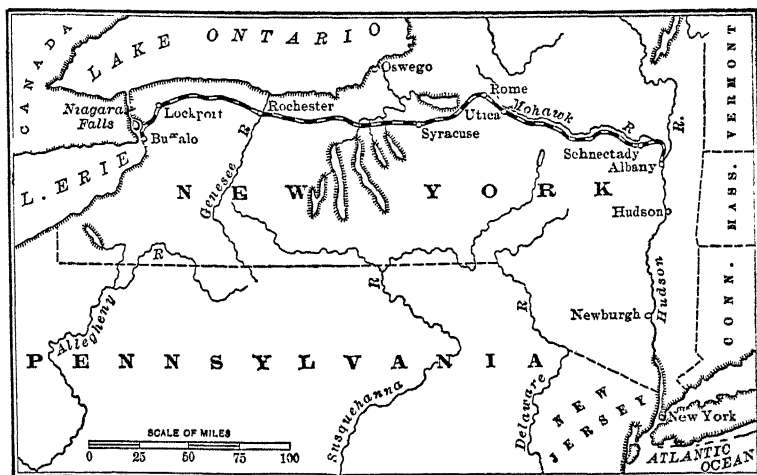 CANADA
LAKE ONTARIO
Oswego
Niagara
Falls
Lockport
Rochester
Buffalo
L. ERIE
Genesee R
Syracuse
Rome
Utica
Mohawk R
Schnectady
Albany
R.
VERMONT
MASS.
CONN.
NEW YORK
Hudson
Hudson
Newburgh
Allegheny R
PENNSYLVANIA
Susquehanna R
Delaware R
NEW
JERSEY
New York
ATLANTIC
OCEAN
SCALE OF MILES
0 25 50 75 100